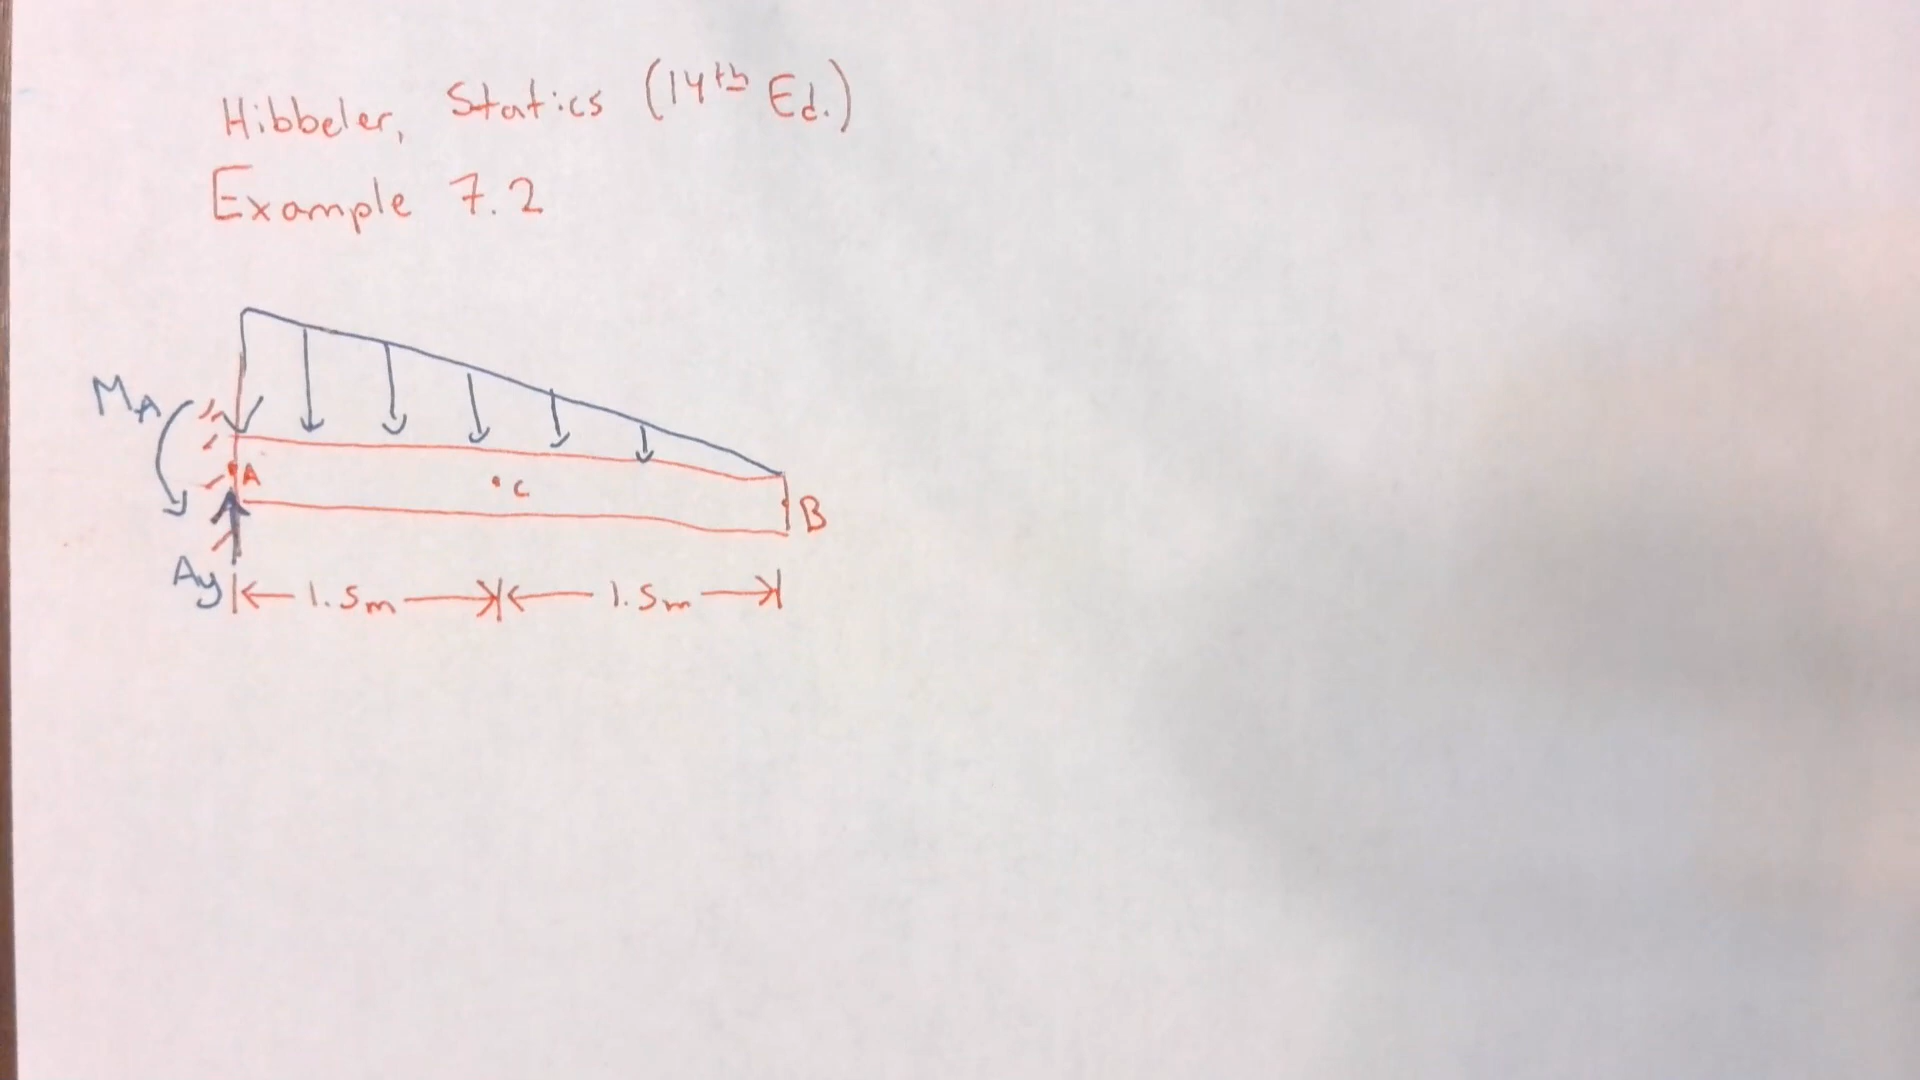 Hibbeler, Statics (14th Ed.)
Example 7.2
MA
A
C
B
Ay
1.5m 1.5m